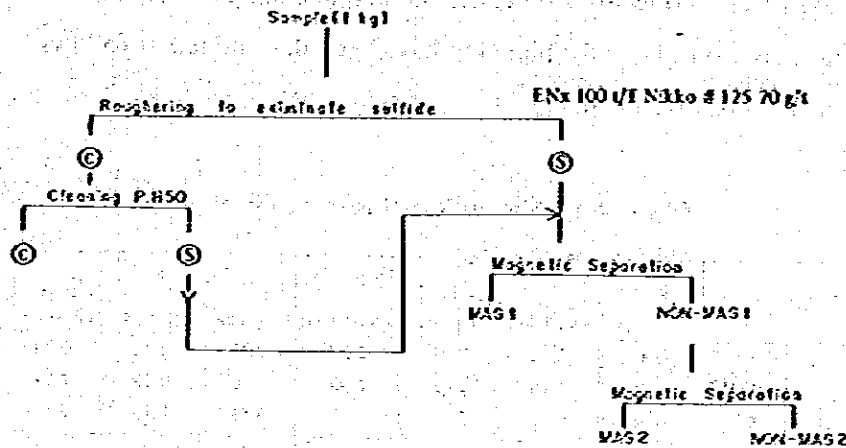 Sample (1 kg)
Roughering to eliminate sulfide
ENx 100 g/T Nikko # 125 70 g/t
C
S
Cleaning P.850
C
S
Magnetic Separation
MAG 1
NON-MAG 1
Magnetic Separation
MAG 2
NON-MAG 2